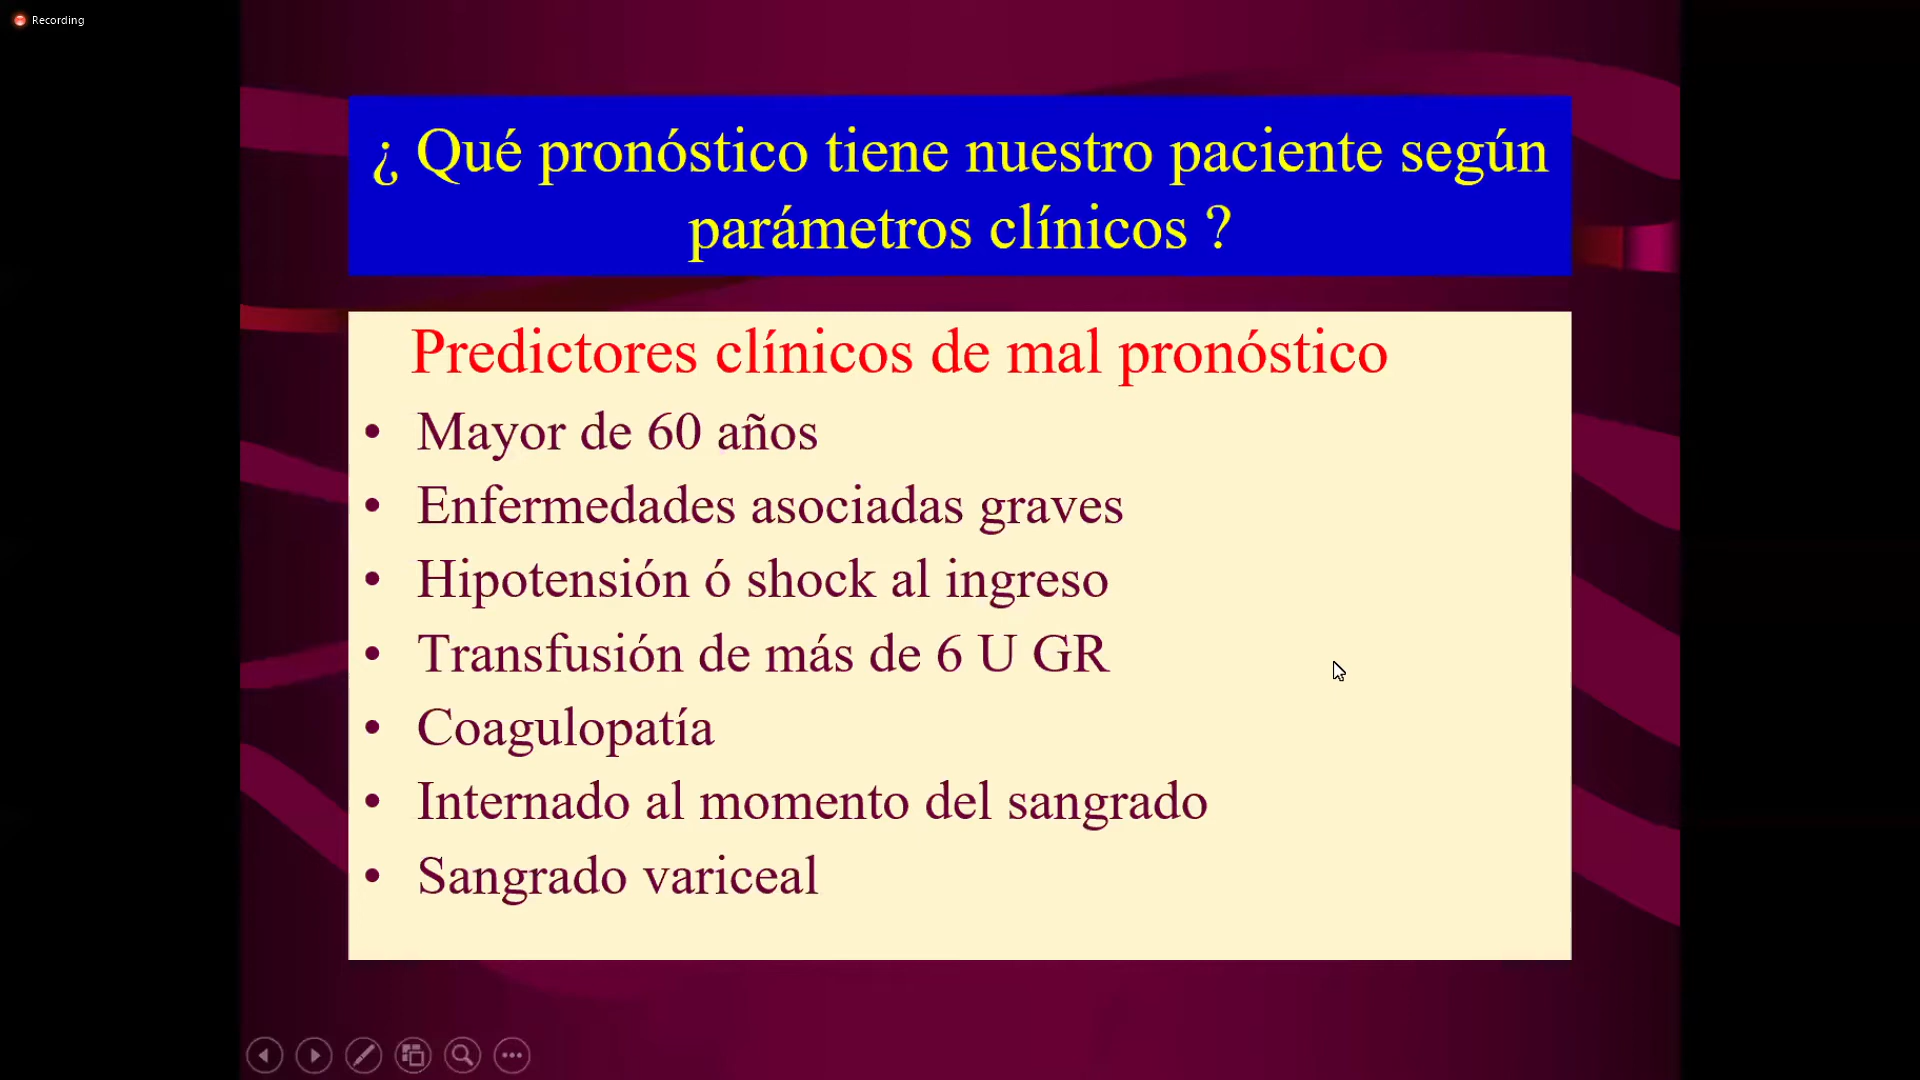 Recording
¿ Qué pronóstico tiene nuestro paciente según
parámetros clínicos ?
Predictores clínicos de mal pronóstico
• Mayor de 60 años
• Enfermedades asociadas graves
• Hipotensión ó shock al ingreso
• Transfusión de más de 6 U GR
• Coagulopatía
• Internado al momento del sangrado
• Sangrado variceal